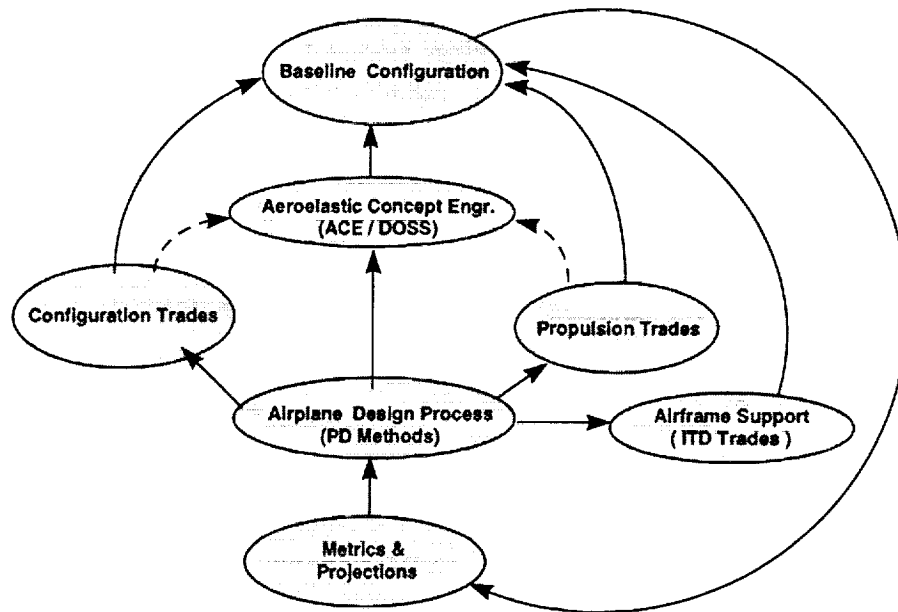 Baseline Configuration
Aeroelastic Concept Engr.
(ACE / DOSS)
Configuration Trades
Propulsion Trades
Airplane Design Process
(PD Methods)
Airframe Support
( ITD Trades )
Metrics &
Projections